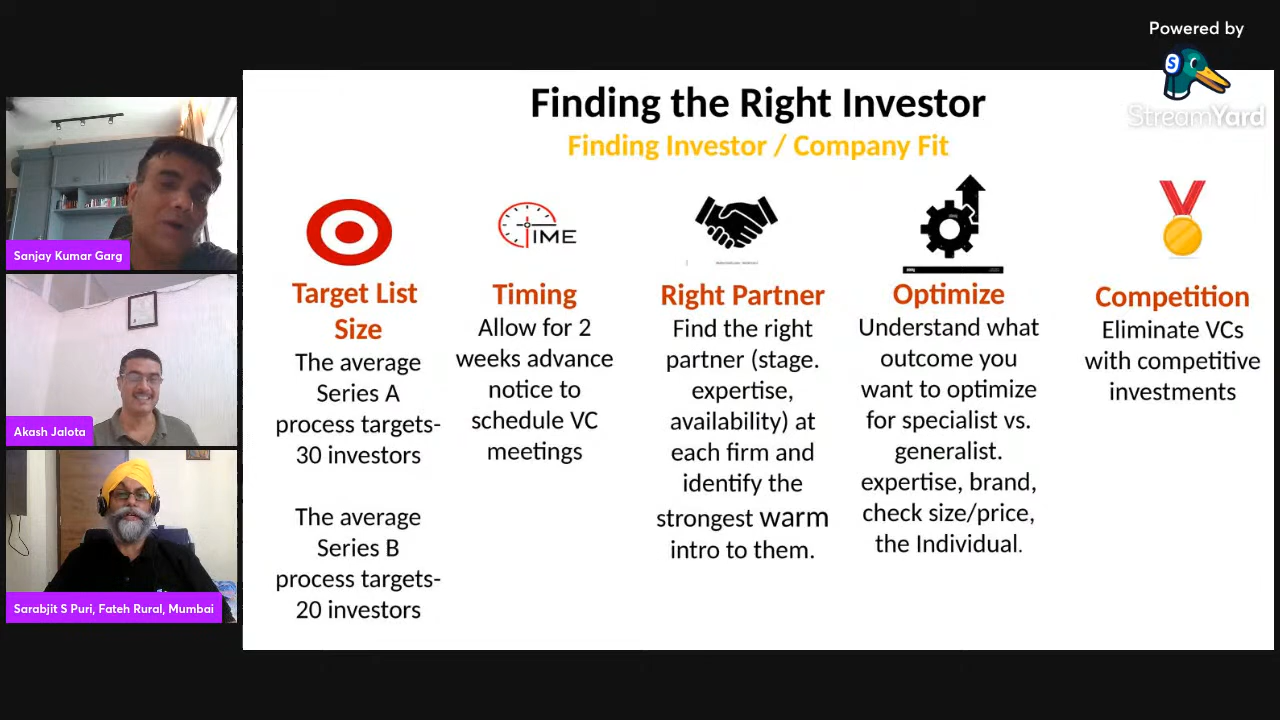 Powered by
StreamYard
Finding the Right Investor
Finding Investor / Company Fit
Sanjay Kumar Garg
Akash Jalota
Sarabjit S Puri, Fateh Rural, Mumbai
Target List
Size
The average
Series A
process targets-
30 investors
The average
Series B
process targets-
20 investors
TIME
Timing
Allow for 2
weeks advance
notice to
schedule VC
meetings
Right Partner
Find the right
partner (stage.
expertise,
availability) at
each firm and
identify the
strongest warm
intro to them.
Optimize
Understand what
outcome you
want to optimize
for specialist vs.
generalist.
expertise, brand,
check size/price,
the Individual.
Competition
Eliminate VCs
with competitive
investments